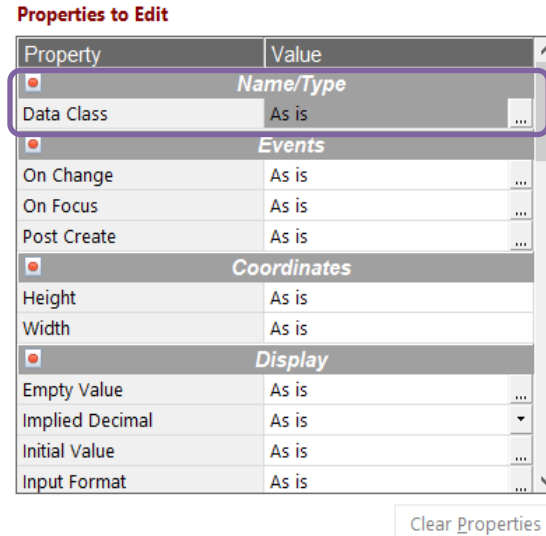 Properties to Edit
Property Value
Name/Type
Data Class As is ...
Events
On Change As is ...
On Focus As is ...
Post Create As is ...
Coordinates
Height As is
Width As is
Display
Empty Value As is ...
Implied Decimal As is
Initial Value As is ...
Input Format As is ...
Clear Properties